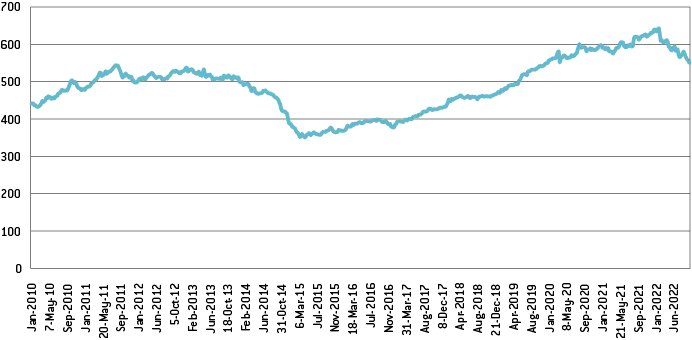 700
600
500
400
300
200
100
0
Jan-2010
7-May-10
Sep-2010
Jan-2011
20-May-11
Sep-2011
Jan-2012
Jun-2012
5-Oct-12
Feb-2013
Jun-2013
18-Oct-13
Feb-2014
Jun-2014
31-Oct-14
6-Mar-15
Jul-2015
Nov-2015
18-Mar-16
Jul-2016
Nov-2016
31-Mar-17
Aug-2017
8-Dec-17
Apr-2018
Aug-2018
21-Dec-18
Apr-2019
Aug-2019
Jan-2020
8-May-20
Sep-2020
Jan-2021
21-May-21
Sep-2021
Jan-2022
Jun-2022